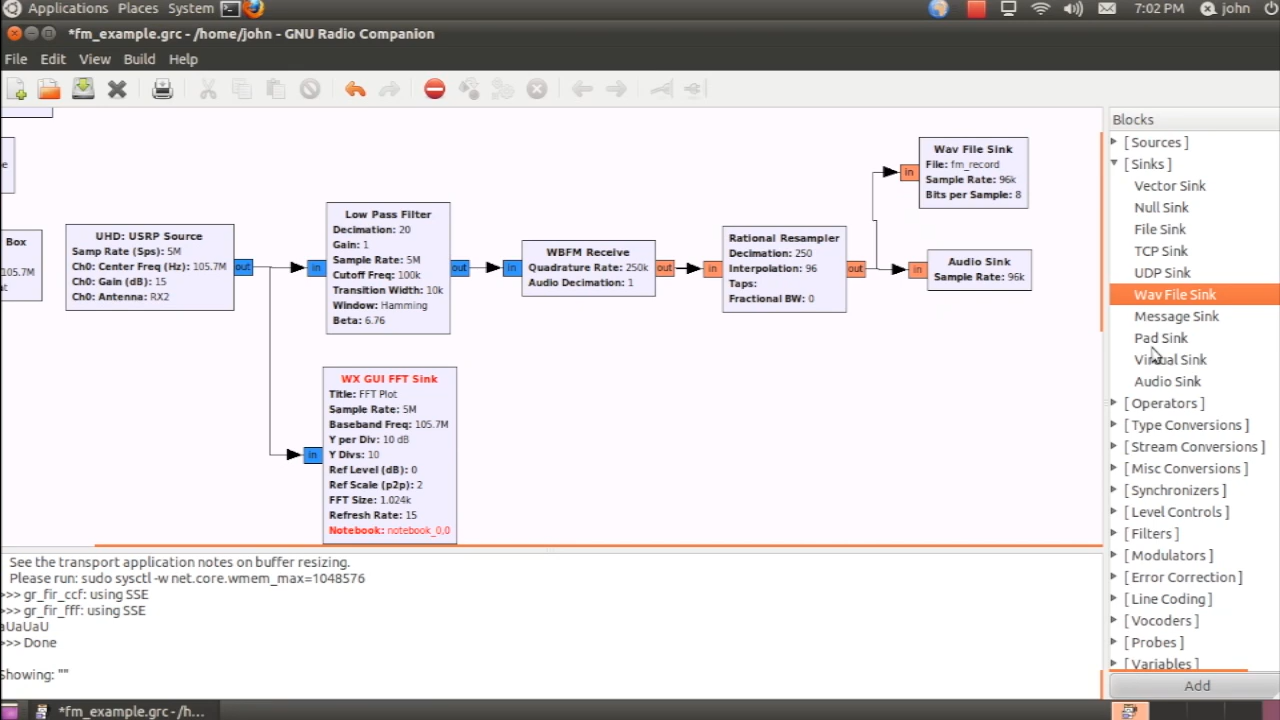 Applications Places System
7:02 PM john
*fm_example.grc - /home/john - GNU Radio Companion
File Edit View Build Help
Box
105.7M
UHD: USRP Source
Samp Rate (Sps): 5M
Ch0: Center Freq (Hz): 105.7M
Ch0: Gain (dB): 15
Ch0: Antenna: RX2
out
in
Low Pass Filter
Decimation: 20
Gain: 1
Sample Rate: 5M
Cutoff Freq: 100k
Transition Width: 10k
Window: Hamming
Beta: 6.76
out
in
WBFM Receive
Quadrature Rate: 250k
Audio Decimation: 1
out
in
Rational Resampler
Decimation: 250
Interpolation: 96
Taps:
Fractional BW: 0
out
in
Wav File Sink
File: fm_record
Sample Rate: 96k
Bits per Sample: 8
in
Audio Sink
Sample Rate: 96k
in
WX GUI FFT Sink
Title: FFT Plot
Sample Rate: 5M
Baseband Freq: 105.7M
Y per Div: 10 dB
Y Divs: 10
Ref Level (dB): 0
Ref Scale (p2p): 2
FFT Size: 1.024k
Refresh Rate: 15
Notebook: notebook_0,0
Blocks
[ Sources ]
[ Sinks ]
Vector Sink
Null Sink
File Sink
TCP Sink
UDP Sink
Wav File Sink
Message Sink
Pad Sink
Virtual Sink
Audio Sink
[ Operators ]
[ Type Conversions ]
[ Stream Conversions ]
[ Misc Conversions ]
[ Synchronizers ]
[ Level Controls ]
[ Filters ]
[ Modulators ]
[ Error Correction ]
[ Line Coding ]
[ Vocoders ]
[ Probes ]
[ Variables ]
Add
See the transport application notes on buffer resizing.
Please run: sudo sysctl -w net.core.wmem_max=1048576
>>> gr_fir_ccf: using SSE
>>> gr_fir_fff: using SSE
aUaUaU
>>> Done
Showing: ""
*fm_example.grc - /h...